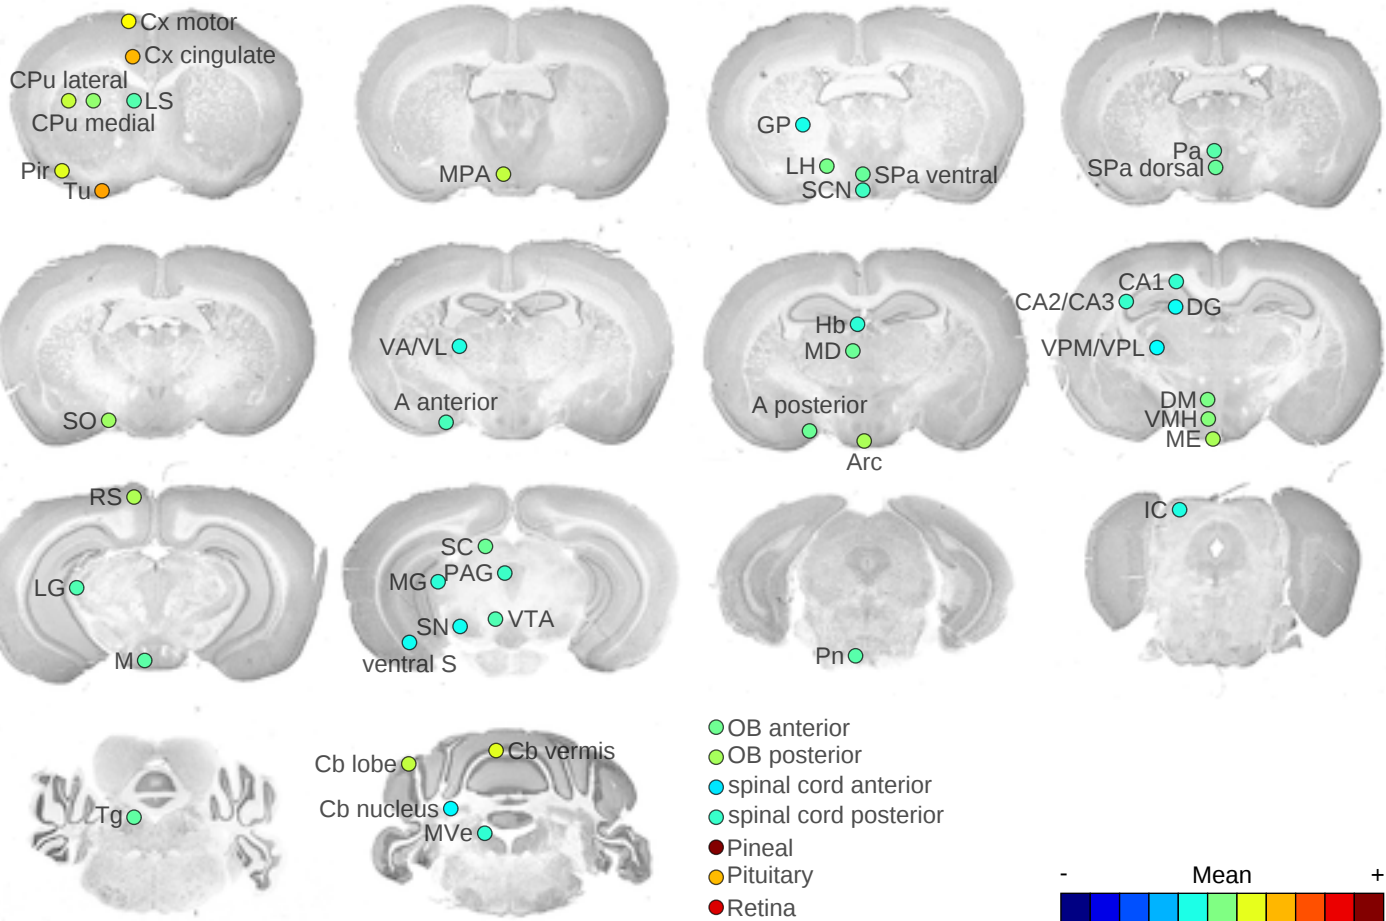 Cx motor
Cx cingulate
CPu lateral
LS
CPu medial
Pir
Tu
MPA
GP
LH
SPa ventral
SCN
Pa
SPa dorsal
SO
VA/VL
A anterior
Hb
MD
A posterior
Arc
CA1
CA2/CA3
DG
VPM/VPL
DM
VMH
ME
RS
LG
M
SC
PAG
MG
VTA
SN
ventral S
Pn
IC
Tg
Cb vermis
Cb lobe
Cb nucleus
MVe
OB anterior
OB posterior
spinal cord anterior
spinal cord posterior
Pineal
Pituitary
Retina
- Mean +